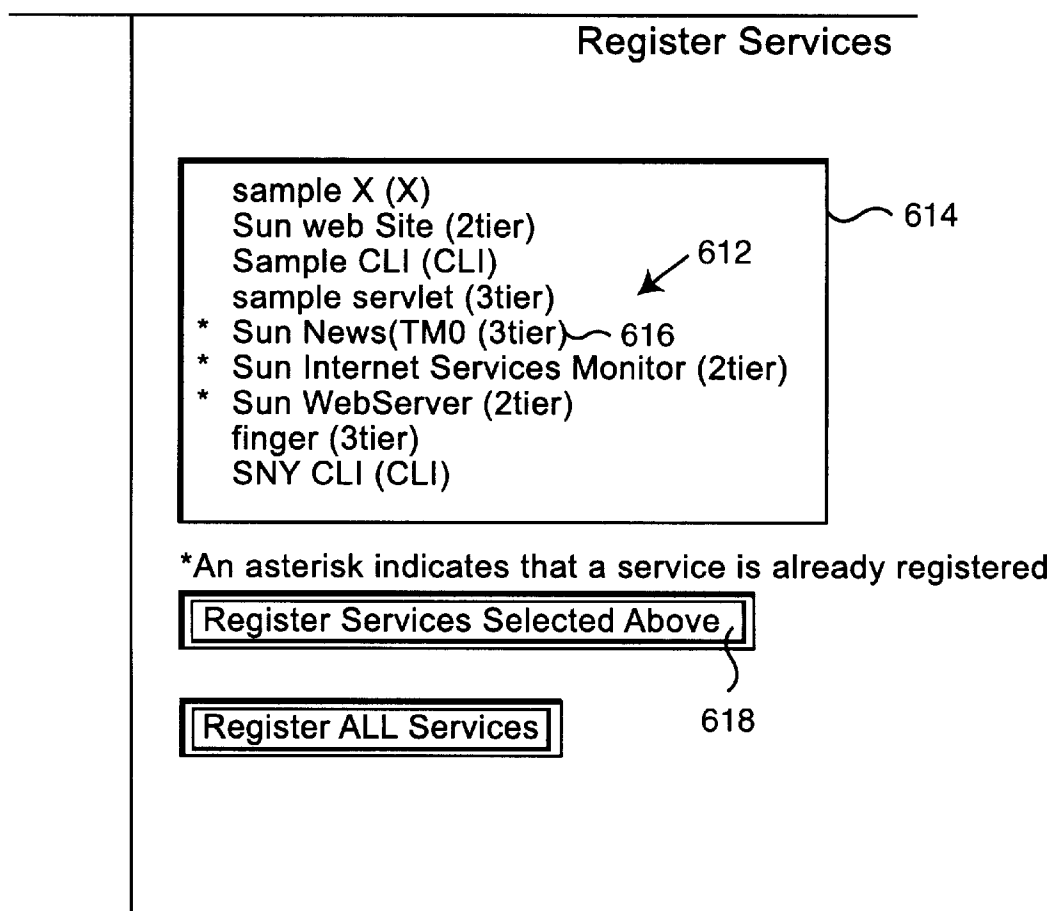 Register Services
sample X (X)
Sun web Site (2tier)
614
Sample CLI (CLI)
612
sample servlet (3tier)
* Sun News(TM0 (3tier)
616
* Sun Internet Services Monitor (2tier)
* Sun WebServer (2tier)
finger (3tier)
SNY CLI (CLI)
*An asterisk indicates that a service is already registered
Register Services Selected Above
618
Register ALL Services